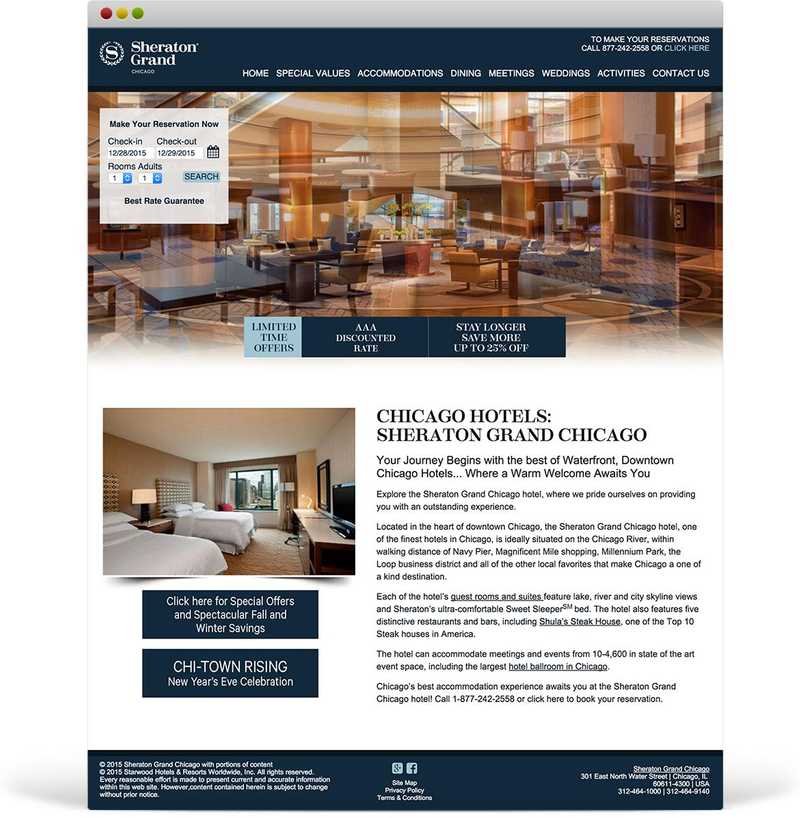 Sheraton®
Grand
CHICAGO
TO MAKE YOUR RESERVATIONS
CALL 877-242-2558 OR CLICK HERE
HOME SPECIAL VALUES ACCOMMODATIONS DINING MEETINGS WEDDINGS ACTIVITIES CONTACT US
Make Your Reservation Now
Check-in Check-out
12/28/2015 12/29/2015
Rooms Adults
1 1 SEARCH
Best Rate Guarantee
LIMITED
TIME
OFFERS
AAA
DISCOUNTED
RATE
STAY LONGER
SAVE MORE
UP TO 25% OFF
CHICAGO HOTELS:
SHERATON GRAND CHICAGO
Your Journey Begins with the best of Waterfront, Downtown
Chicago Hotels... Where a Warm Welcome Awaits You
Explore the Sheraton Grand Chicago hotel, where we pride ourselves on providing
you with an outstanding experience.
Located in the heart of downtown Chicago, the Sheraton Grand Chicago hotel, one
of the finest hotels in Chicago, is ideally situated on the Chicago River, within
walking distance of Navy Pier, Magnificent Mile shopping, Millennium Park, the
Loop business district and all of the other local favorites that make Chicago a one of
a kind destination.
Each of the hotel's guest rooms and suites feature lake, river and city skyline views
and Sheraton's ultra-comfortable Sweet Sleeper℠ bed. The hotel also features five
distinctive restaurants and bars, including Shula's Steak House, one of the Top 10
Steak houses in America.
The hotel can accommodate meetings and events from 10-4,600 in state of the art
event space, including the largest hotel ballroom in Chicago.
Chicago's best accommodation experience awaits you at the Sheraton Grand
Chicago hotel! Call 1-877-242-2558 or click here to book your reservation.
Click here for Special Offers
and Spectacular Fall and
Winter Savings
CHI-TOWN RISING
New Year's Eve Celebration
© 2015 Sheraton Grand Chicago with portions of content
© 2015 Starwood Hotels & Resorts Worldwide, Inc. All rights reserved.
Every reasonable effort is made to present current and accurate information
within this web site. However,content contained herein is subject to change
without prior notice.
Site Map
Privacy Policy
Terms & Conditions
Sheraton Grand Chicago
301 East North Water Street | Chicago, IL
60611-4300 | USA
312-464-1000 | 312-464-9140